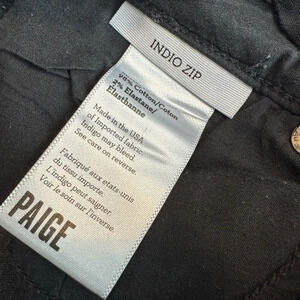 INDIO ZIP
98% Cotton/Coton
2% Elastane/
Elasthanne
Made in the USA
of Imported fabric.
Indigo may bleed.
See care on reverse.
Fabriqué aux etats-unis
du tissu importe.
L'indigo peut saigner.
Voir le soin sur l'inverse.
PAIGE